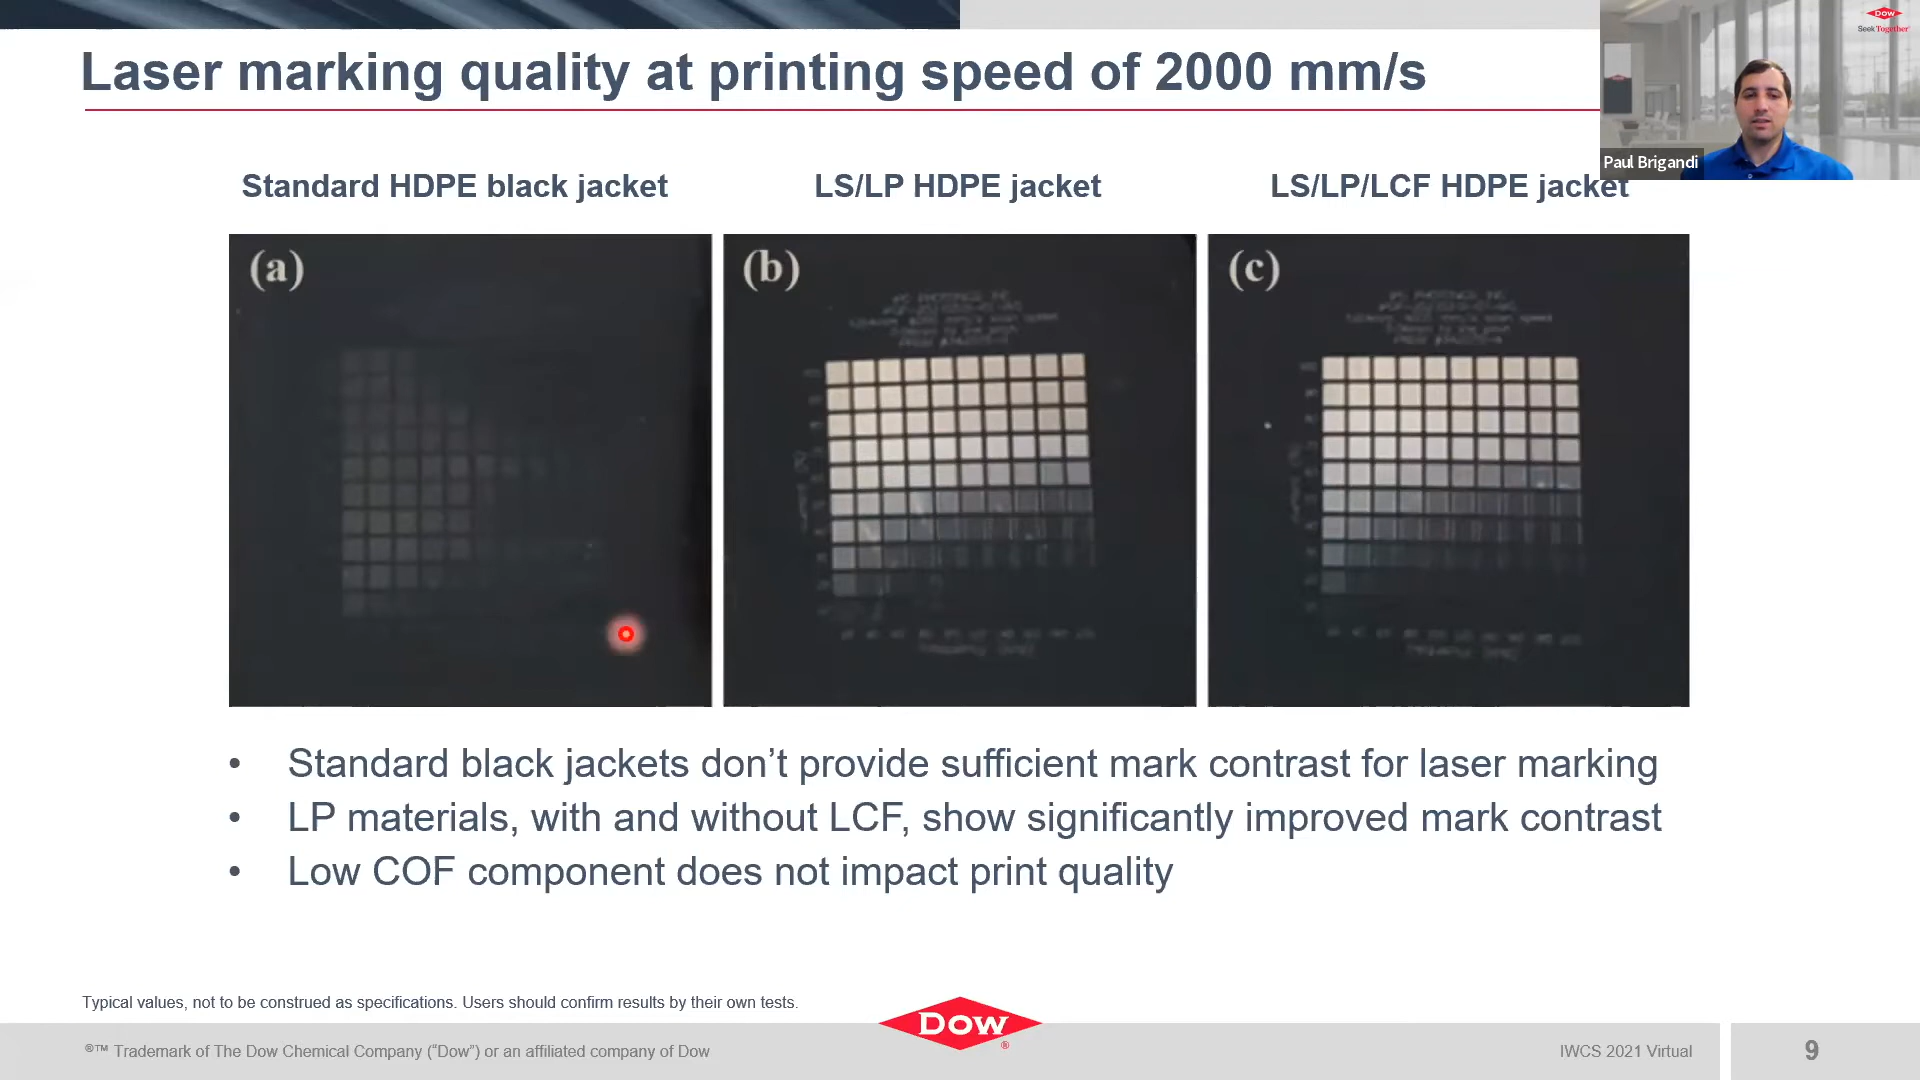 Laser marking quality at printing speed of 2000 mm/s
DOW
Seek Together
Paul Brigandi
Standard HDPE black jacket
LS/LP HDPE jacket
LS/LP/LCF HDPE jacket
(a)
(b)
(c)
• Standard black jackets don’t provide sufficient mark contrast for laser marking
• LP materials, with and without LCF, show significantly improved mark contrast
• Low COF component does not impact print quality
Typical values, not to be construed as specifications. Users should confirm results by their own tests.
DOW®
®™ Trademark of The Dow Chemical Company (“Dow”) or an affiliated company of Dow
IWCS 2021 Virtual
9